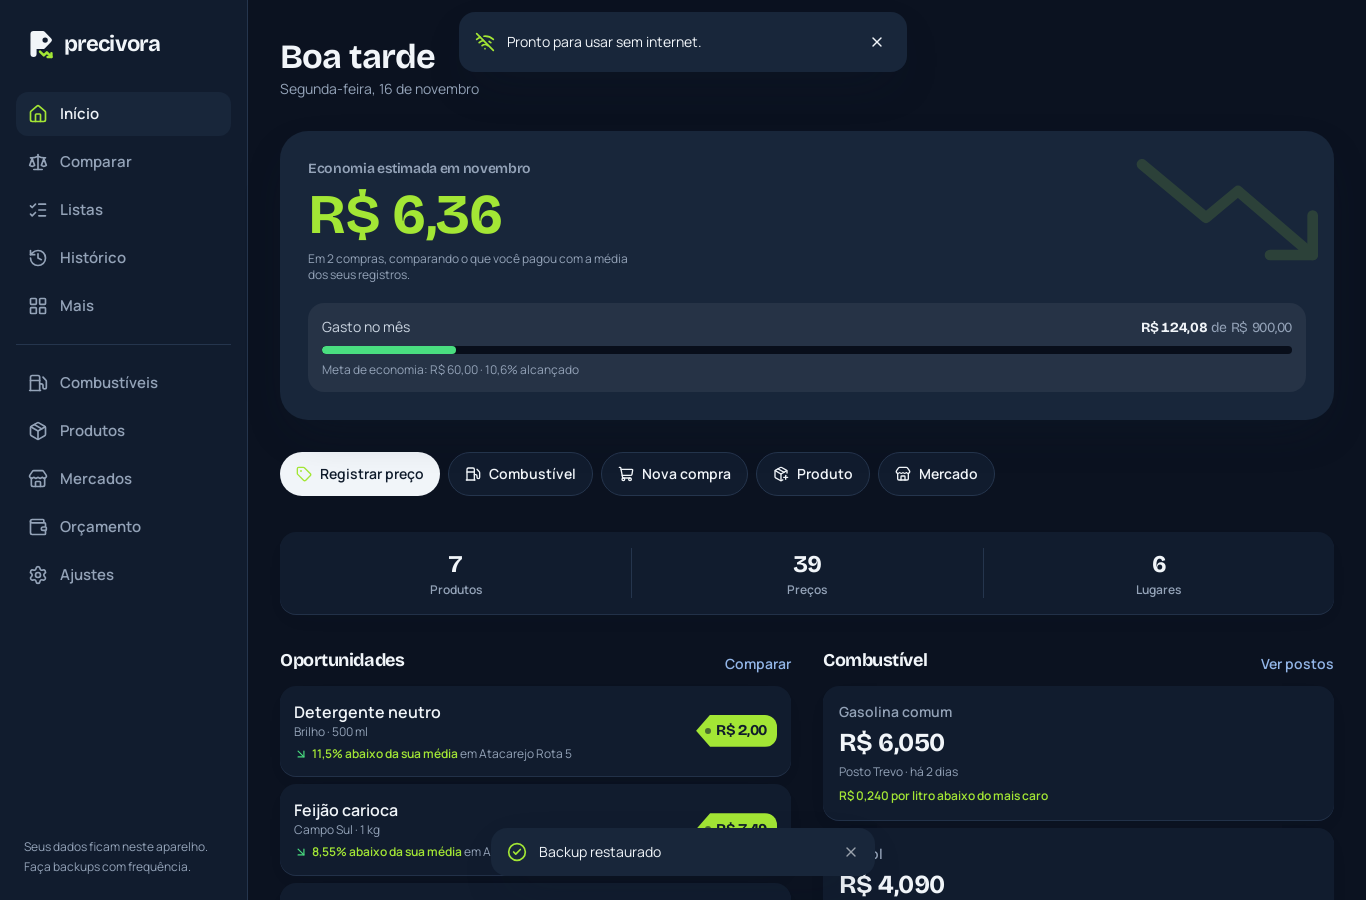 precivora
Início
Comparar
Listas
Histórico
Mais
Combustíveis
Produtos
Mercados
Orçamento
Ajustes
Seus dados ficam neste aparelho.
Faça backups com frequência.
Pronto para usar sem internet.
Boa tarde
Segunda-feira, 16 de novembro
Economia estimada em novembro
R$ 6,36
Em 2 compras, comparando o que você pagou com a média
dos seus registros.
Gasto no mês
R$ 124,08 de R$ 900,00
Meta de economia: R$ 60,00 · 10,6% alcançado
Registrar preço
Combustível
Nova compra
Produto
Mercado
7
Produtos
39
Preços
6
Lugares
Oportunidades
Comparar
Detergente neutro
Brilho · 500 ml
11,5% abaixo da sua média em Atacarejo Rota 5
R$ 2,00
Feijão carioca
Campo Sul · 1 kg
8,55% abaixo da sua média em
Combustível
Ver postos
Gasolina comum
R$ 6,050
Posto Trevo · há 2 dias
R$ 0,240 por litro abaixo do mais caro
R$ 4,090
Backup restaurado